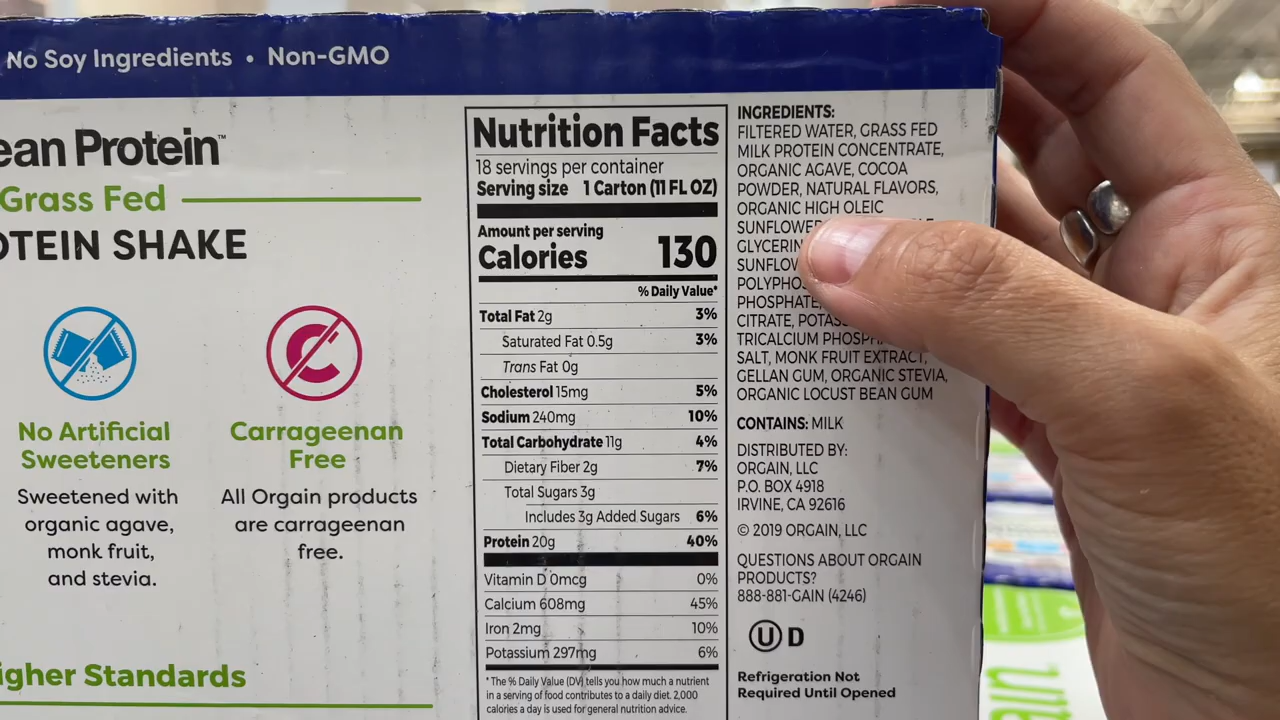 No Soy Ingredients • Non-GMO
ean Protein™
Grass Fed
OTEIN SHAKE
No Artificial
Sweeteners
Sweetened with
organic agave,
monk fruit,
and stevia.
Carrageenan
Free
All Orgain products
are carrageenan
free.
igher Standards
Nutrition Facts
18 servings per container
Serving size 1 Carton (11 FL OZ)
Amount per serving
Calories 130
% Daily Value*
Total Fat 2g 3%
Saturated Fat 0.5g 3%
Trans Fat 0g
Cholesterol 15mg 5%
Sodium 240mg 10%
Total Carbohydrate 11g 4%
Dietary Fiber 2g 7%
Total Sugars 3g
Includes 3g Added Sugars 6%
Protein 20g 40%
Vitamin D 0mcg 0%
Calcium 608mg 45%
Iron 2mg 10%
Potassium 297mg 6%
* The % Daily Value (DV) tells you how much a nutrient
in a serving of food contributes to a daily diet. 2,000
calories a day is used for general nutrition advice.
INGREDIENTS:
FILTERED WATER, GRASS FED
MILK PROTEIN CONCENTRATE,
ORGANIC AGAVE, COCOA
POWDER, NATURAL FLAVORS,
ORGANIC HIGH OLEIC
SUNFLOWER
GLYCERIN
SUNFLOW
POLYPHO
PHOSPHATE,
CITRATE, POTASS
TRICALCIUM PHOSPHA
SALT, MONK FRUIT EXTRACT,
GELLAN GUM, ORGANIC STEVIA,
ORGANIC LOCUST BEAN GUM
CONTAINS: MILK
DISTRIBUTED BY:
ORGAIN, LLC
P.O. BOX 4918
IRVINE, CA 92616
© 2019 ORGAIN, LLC
QUESTIONS ABOUT ORGAIN
PRODUCTS?
888-881-GAIN (4246)
U D
Refrigeration Not
Required Until Opened
ain